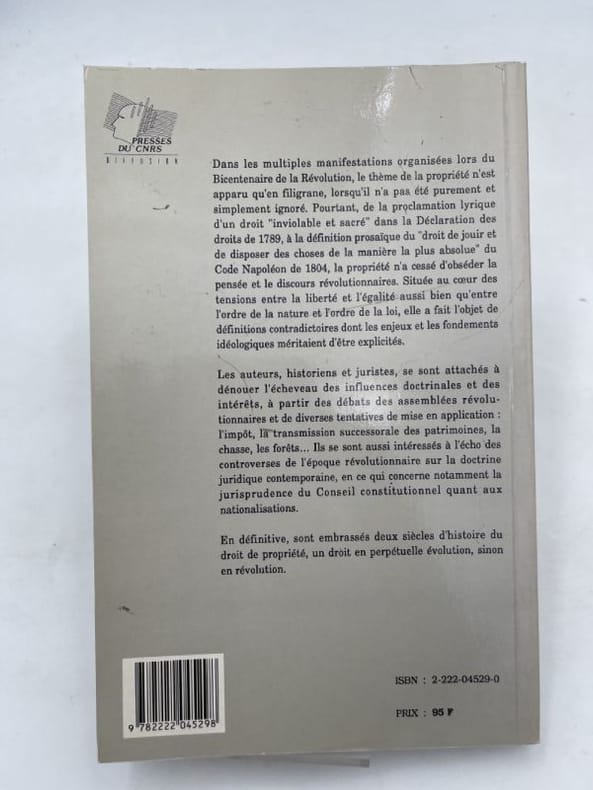 PRESSES
DU CNRS
DIFFUSION
Dans les multiples manifestations organisées lors du
Bicentenaire de la Révolution, le thème de la propriété n'est
apparu qu'en filigrane, lorsqu'il n'a pas été purement et
simplement ignoré. Pourtant, de la proclamation lyrique
d'un droit "inviolable et sacré" dans la Déclaration des
droits de 1789, à la définition prosaïque du "droit de jouir et
de disposer des choses de la manière la plus absolue" du
Code Napoléon de 1804, la propriété n'a cessé d'obséder la
pensée et le discours révolutionnaires. Située au cœur des
tensions entre la liberté et l'égalité aussi bien qu'entre
l'ordre de la nature et l'ordre de la loi, elle a fait l'objet de
définitions contradictoires dont les enjeux et les fondements
idéologiques méritaient d'être explicités.
Les auteurs, historiens et juristes, se sont attachés à
dénouer l'écheveau des influences doctrinales et des
intérêts, à partir des débats des assemblées révolu-
tionnaires et de diverses tentatives de mise en application :
l'impôt, la transmission successorale des patrimoines, la
chasse, les forêts... Ils se sont aussi intéressés à l'écho des
controverses de l'époque révolutionnaire sur la doctrine
juridique contemporaine, en ce qui concerne notamment la
jurisprudence du Conseil constitutionnel quant aux
nationalisations.
En définitive, sont embrassés deux siècles d'histoire du
droit de propriété, un droit en perpétuelle évolution, sinon
en révolution.
ISBN : 2-222-04529-0
PRIX : 95 F
9 782222 045298